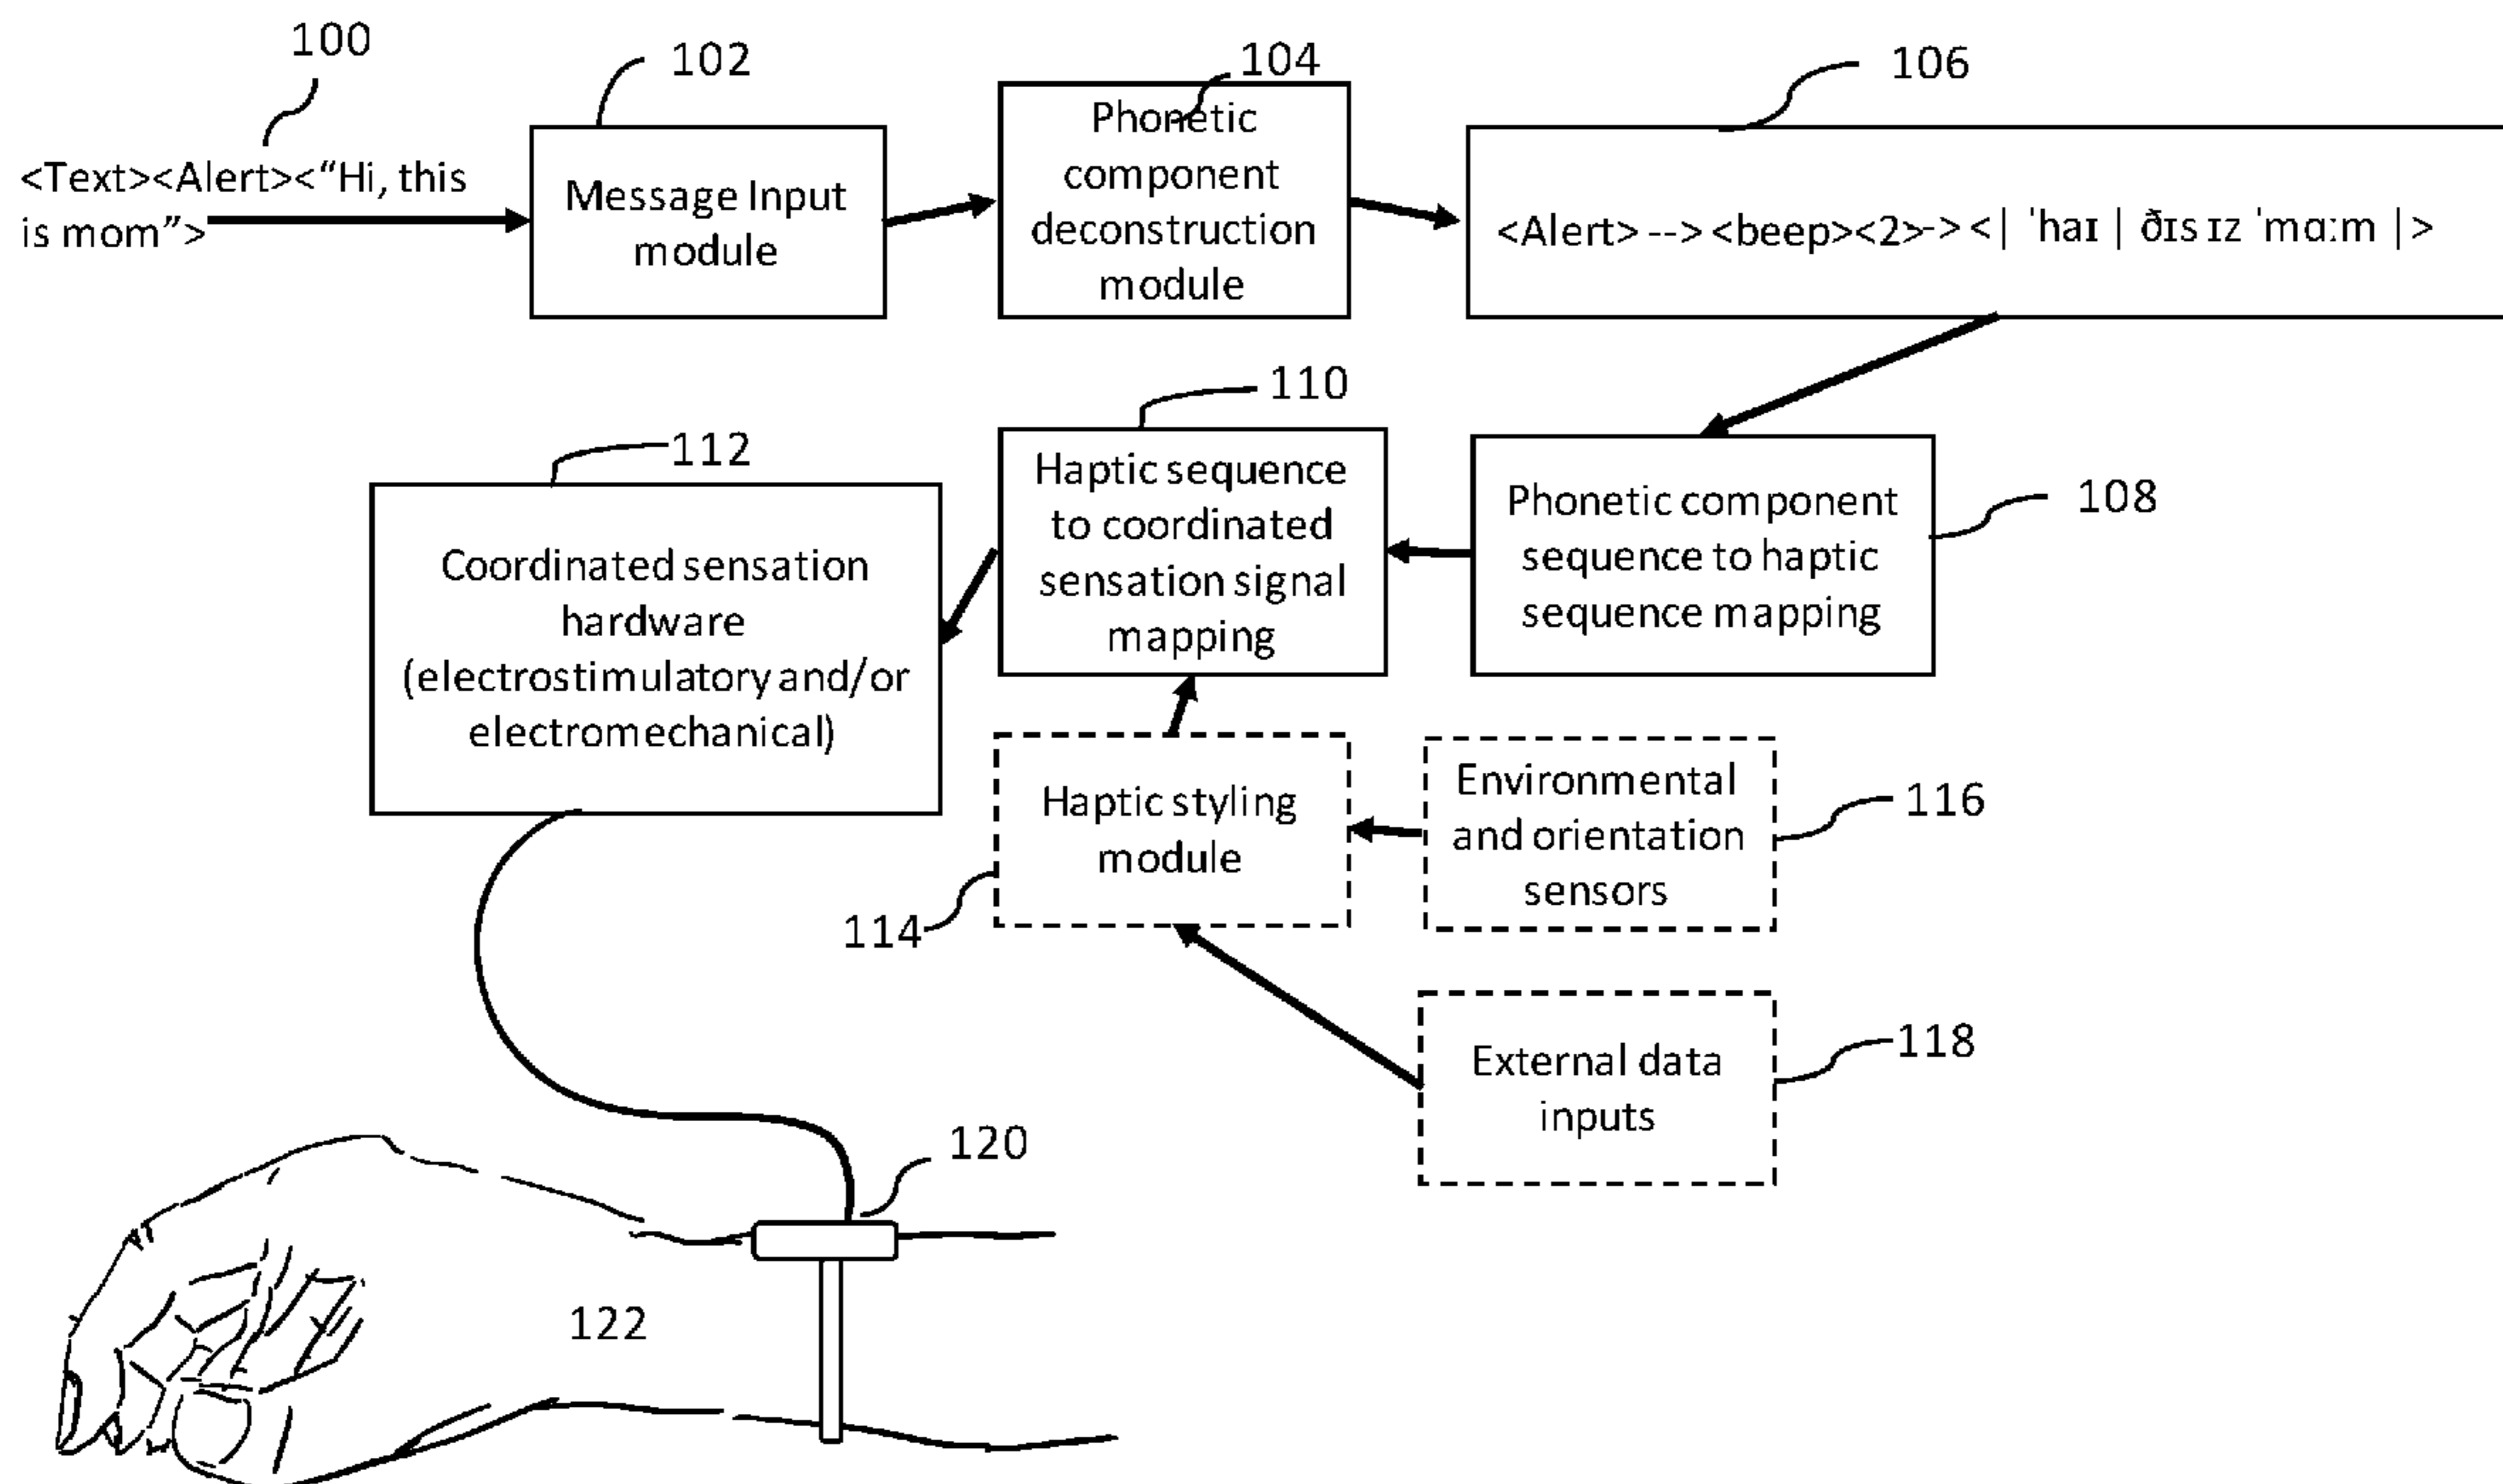 100
102
104
106
<Text><Alert><“Hi, this
is mom”>
Message Input
module
Phonetic
component
deconstruction
module
<Alert> --> <beep><2>-> <| ˈhaɪ | ðɪs ɪz ˈmɑːm |>
110
112
Haptic sequence
to coordinated
sensation signal
mapping
Phonetic component
sequence to haptic
sequence mapping
108
Coordinated sensation
hardware
(electrostimulatory and/or
electromechanical)
Haptic styling
module
114
Environmental
and orientation
sensors
116
External data
inputs
118
120
122